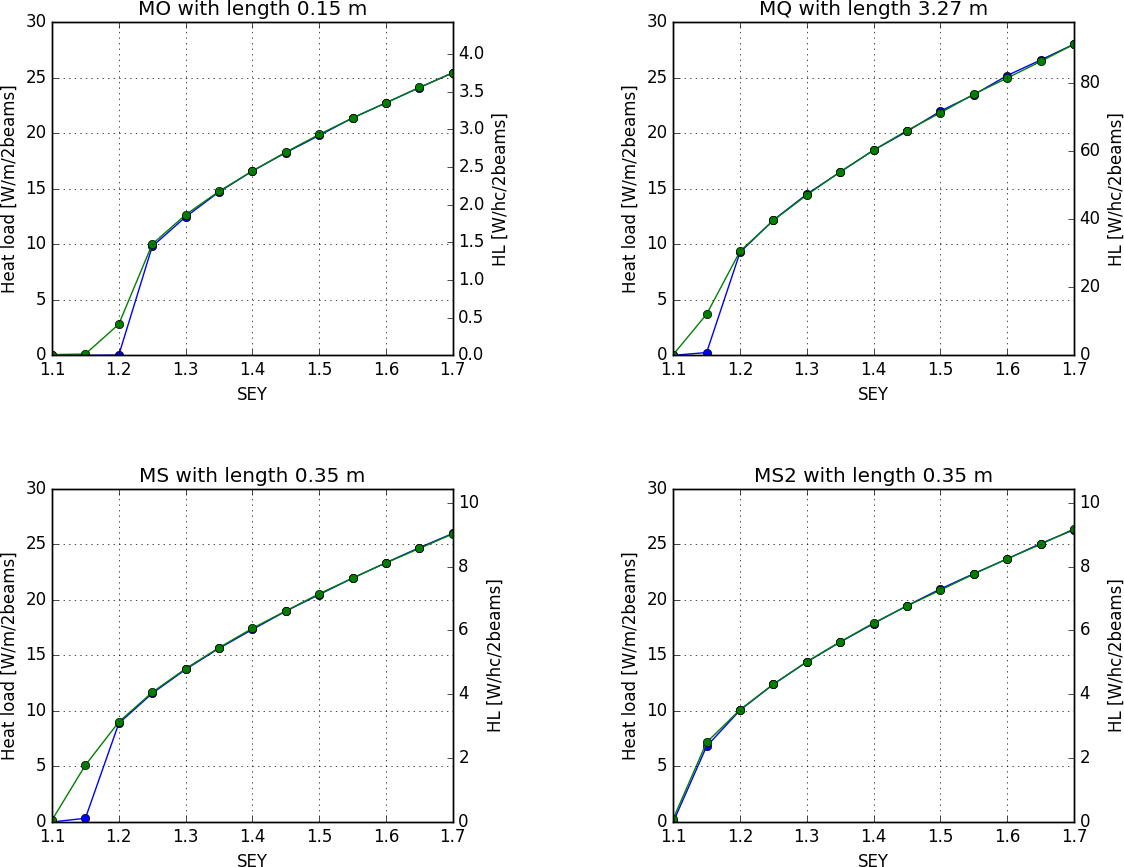 MO with length 0.15 m
30
25
20
15
10
5
0
Heat load [W/m/2beams]
4.0
3.5
3.0
2.5
2.0
1.5
1.0
0.5
0.0
HL [W/hc/2beams]
1.1 1.2 1.3 1.4 1.5 1.6 1.7
SEY
MQ with length 3.27 m
30
25
20
15
10
5
0
Heat load [W/m/2beams]
80
60
40
20
0
HL [W/hc/2beams]
1.1 1.2 1.3 1.4 1.5 1.6 1.7
SEY
MS with length 0.35 m
30
25
20
15
10
5
0
Heat load [W/m/2beams]
10
8
6
4
2
0
HL [W/hc/2beams]
1.1 1.2 1.3 1.4 1.5 1.6 1.7
SEY
MS2 with length 0.35 m
30
25
20
15
10
5
0
Heat load [W/m/2beams]
10
8
6
4
2
0
HL [W/hc/2beams]
1.1 1.2 1.3 1.4 1.5 1.6 1.7
SEY